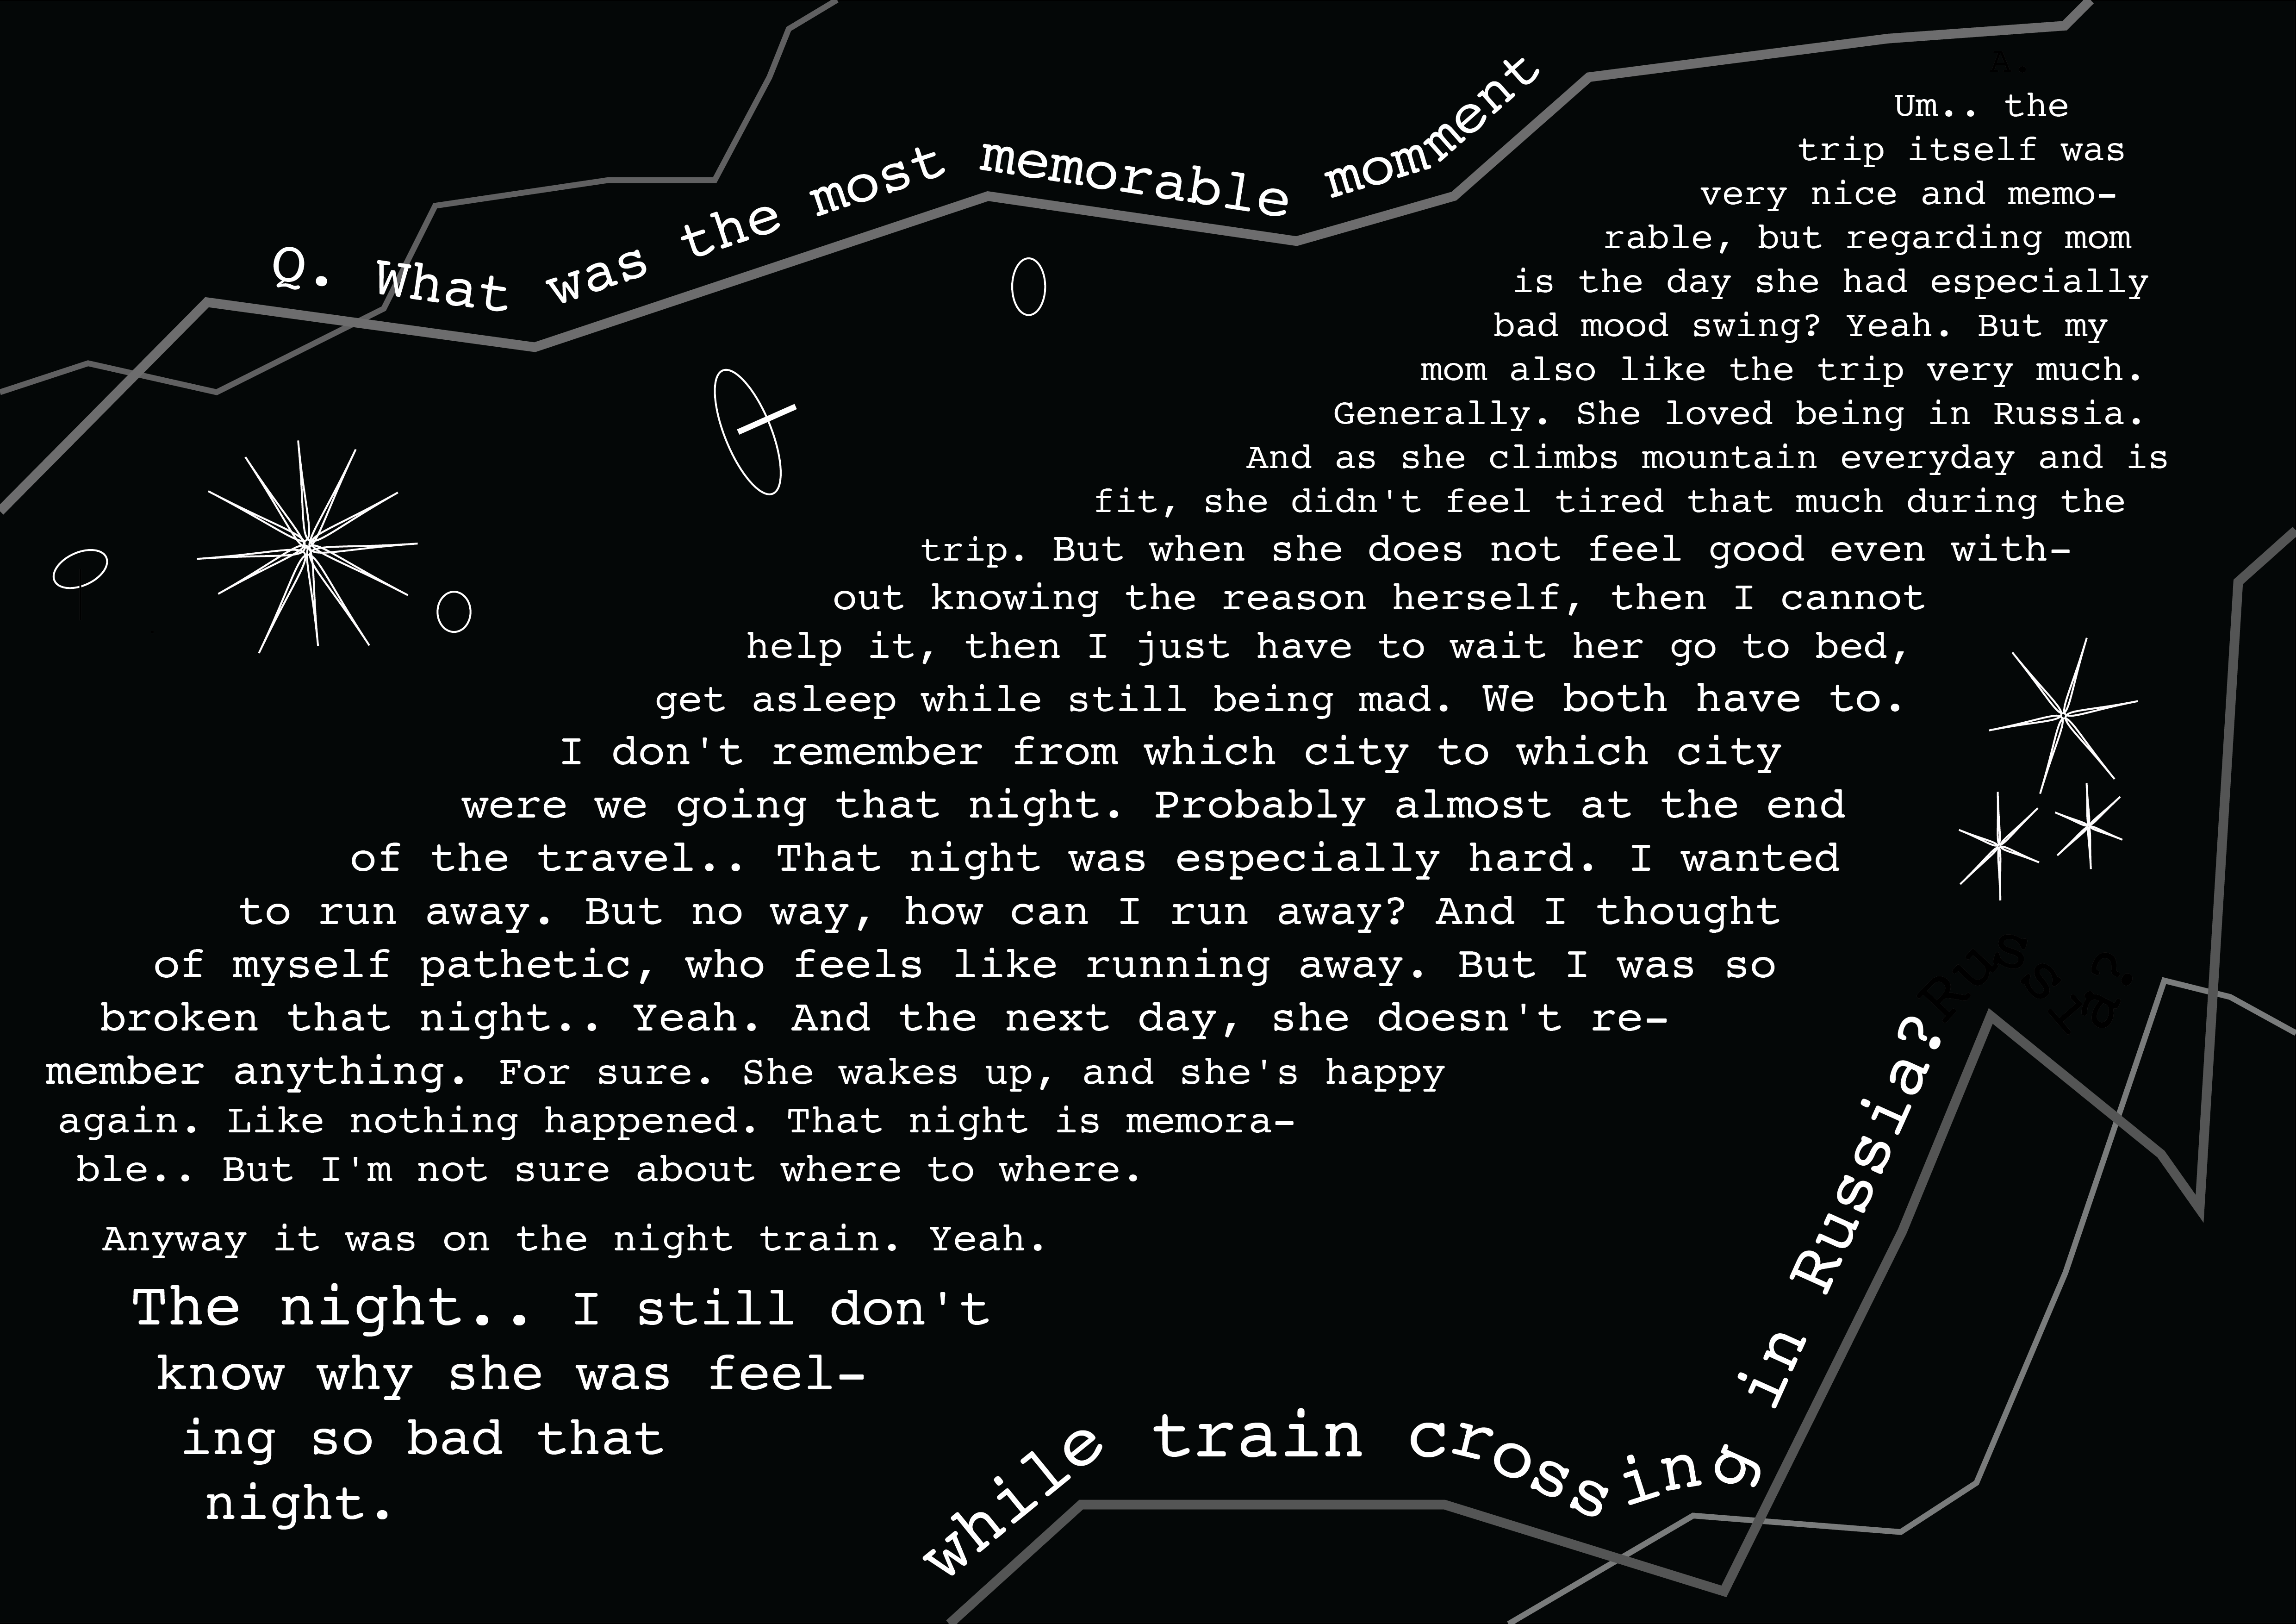 Q. What was the most memorable momment
while train crossing in Russia?
Russia?
A.
Um.. the
trip itself was
very nice and memo-
rable, but regarding mom
is the day she had especially
bad mood swing? Yeah. But my
mom also like the trip very much.
Generally. She loved being in Russia.
And as she climbs mountain everyday and is
fit, she didn't feel tired that much during the
trip. But when she does not feel good even with-
out knowing the reason herself, then I cannot
help it, then I just have to wait her go to bed,
get asleep while still being mad. We both have to.
I don't remember from which city to which city
were we going that night. Probably almost at the end
of the travel.. That night was especially hard. I wanted
to run away. But no way, how can I run away? And I thought
of myself pathetic, who feels like running away. But I was so
broken that night.. Yeah. And the next day, she doesn't re-
member anything. For sure. She wakes up, and she's happy
again. Like nothing happened. That night is memora-
ble.. But I'm not sure about where to where.
Anyway it was on the night train. Yeah.
The night.. I still don't
know why she was feel-
ing so bad that
night.